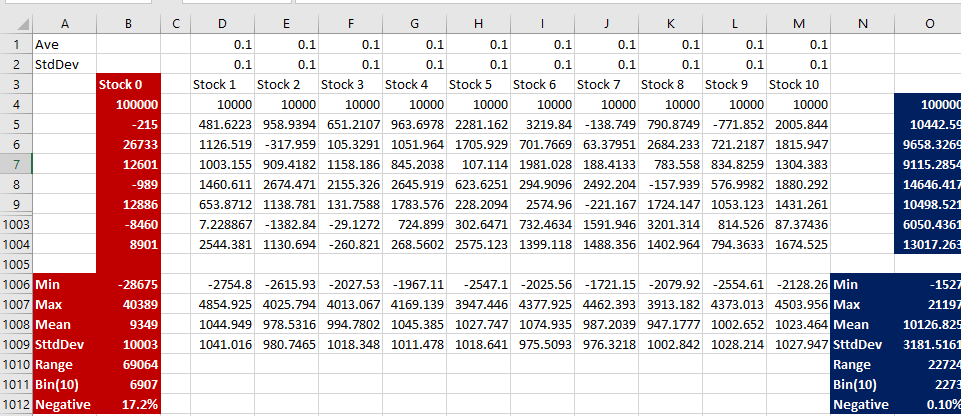 A B C D E F G H I J K L M N O
1 Ave 0.1 0.1 0.1 0.1 0.1 0.1 0.1 0.1 0.1 0.1
2 StdDev 0.1 0.1 0.1 0.1 0.1 0.1 0.1 0.1 0.1 0.1
3 Stock 0 Stock 1 Stock 2 Stock 3 Stock 4 Stock 5 Stock 6 Stock 7 Stock 8 Stock 9 Stock 10
4 100000 10000 10000 10000 10000 10000 10000 10000 10000 10000 10000 100000
5 -215 481.6223 958.9394 651.2107 963.6978 2281.162 3219.84 -138.749 790.8749 -771.852 2005.844 10442.59
6 26733 1126.519 -317.959 105.3291 1051.964 1705.929 701.7669 63.37951 2684.233 721.2187 1815.947 9658.3269
7 12601 1003.155 909.4182 1158.186 845.2038 107.114 1981.028 188.4133 783.558 834.8259 1304.383 9115.2854
8 -989 1460.611 2674.471 2155.326 2645.919 623.6251 294.9096 2492.204 -157.939 576.9982 1880.292 14646.417
9 12886 653.8712 1138.781 131.7588 1783.576 228.2094 2574.96 -221.167 1724.147 1053.123 1431.261 10498.521
1003 -8460 7.228867 -1382.84 -29.1272 724.899 302.6471 732.4634 1591.946 3201.314 814.526 87.37436 6050.4361
1004 8901 2544.381 1130.694 -260.821 268.5602 2575.123 1399.118 1488.356 1402.964 794.3633 1674.525 13017.263
1005
1006 Min -28675 -2754.8 -2615.93 -2027.53 -1967.11 -2547.1 -2025.56 -1721.15 -2079.92 -2554.61 -2128.26 Min -1527
1007 Max 40389 4854.925 4025.794 4013.067 4169.139 3947.446 4377.925 4462.393 3913.182 4373.013 4503.956 Max 21197
1008 Mean 9349 1044.949 978.5316 994.7802 1045.385 1027.747 1074.935 987.2039 947.1777 1002.652 1023.464 Mean 10126.825
1009 SttdDev 10003 1041.016 980.7465 1018.348 1011.478 1018.641 975.5093 976.3218 1002.842 1028.214 1027.947 SttdDev 3181.5161
1010 Range 69064 Range 22724
1011 Bin(10) 6907 Bin(10) 2273
1012 Negative 17.2% Negative 0.10%